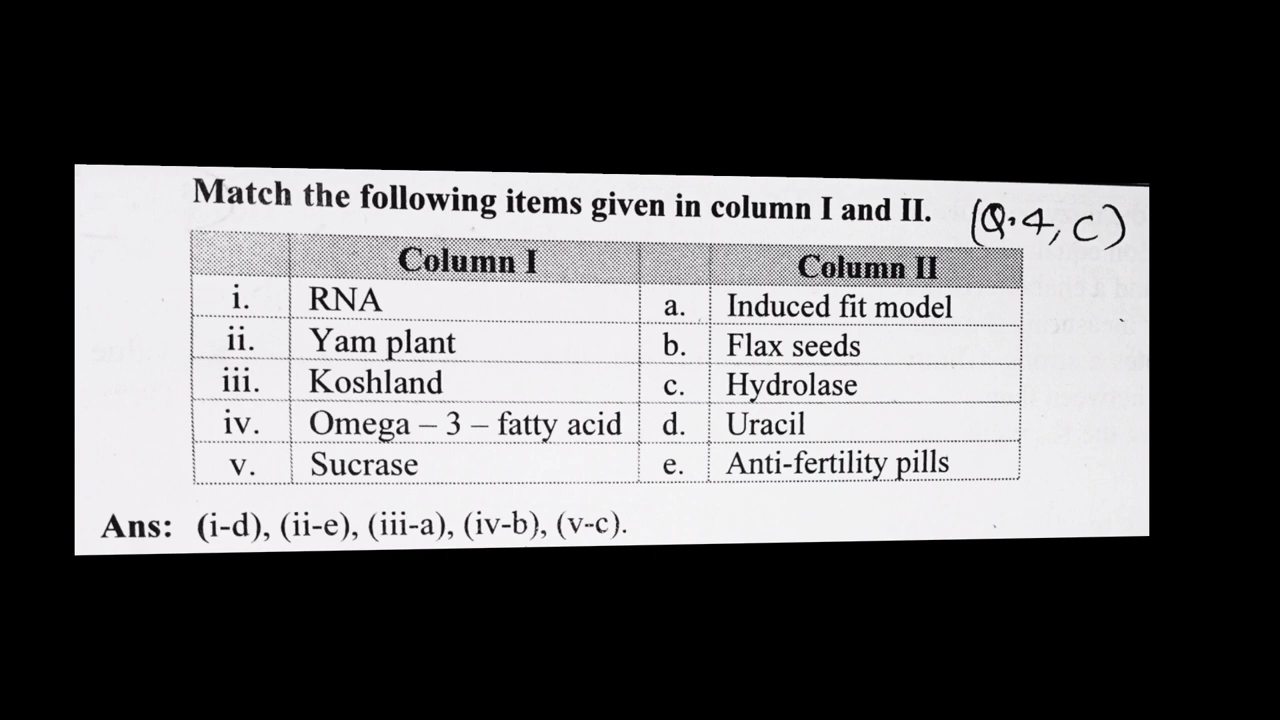 Match the following items given in column I and II. (Q.4, C)
Column I Column II
i. RNA a. Induced fit model
ii. Yam plant b. Flax seeds
iii. Koshland c. Hydrolase
iv. Omega – 3 – fatty acid d. Uracil
v. Sucrase e. Anti-fertility pills
Ans: (i-d), (ii-e), (iii-a), (iv-b), (v-c).